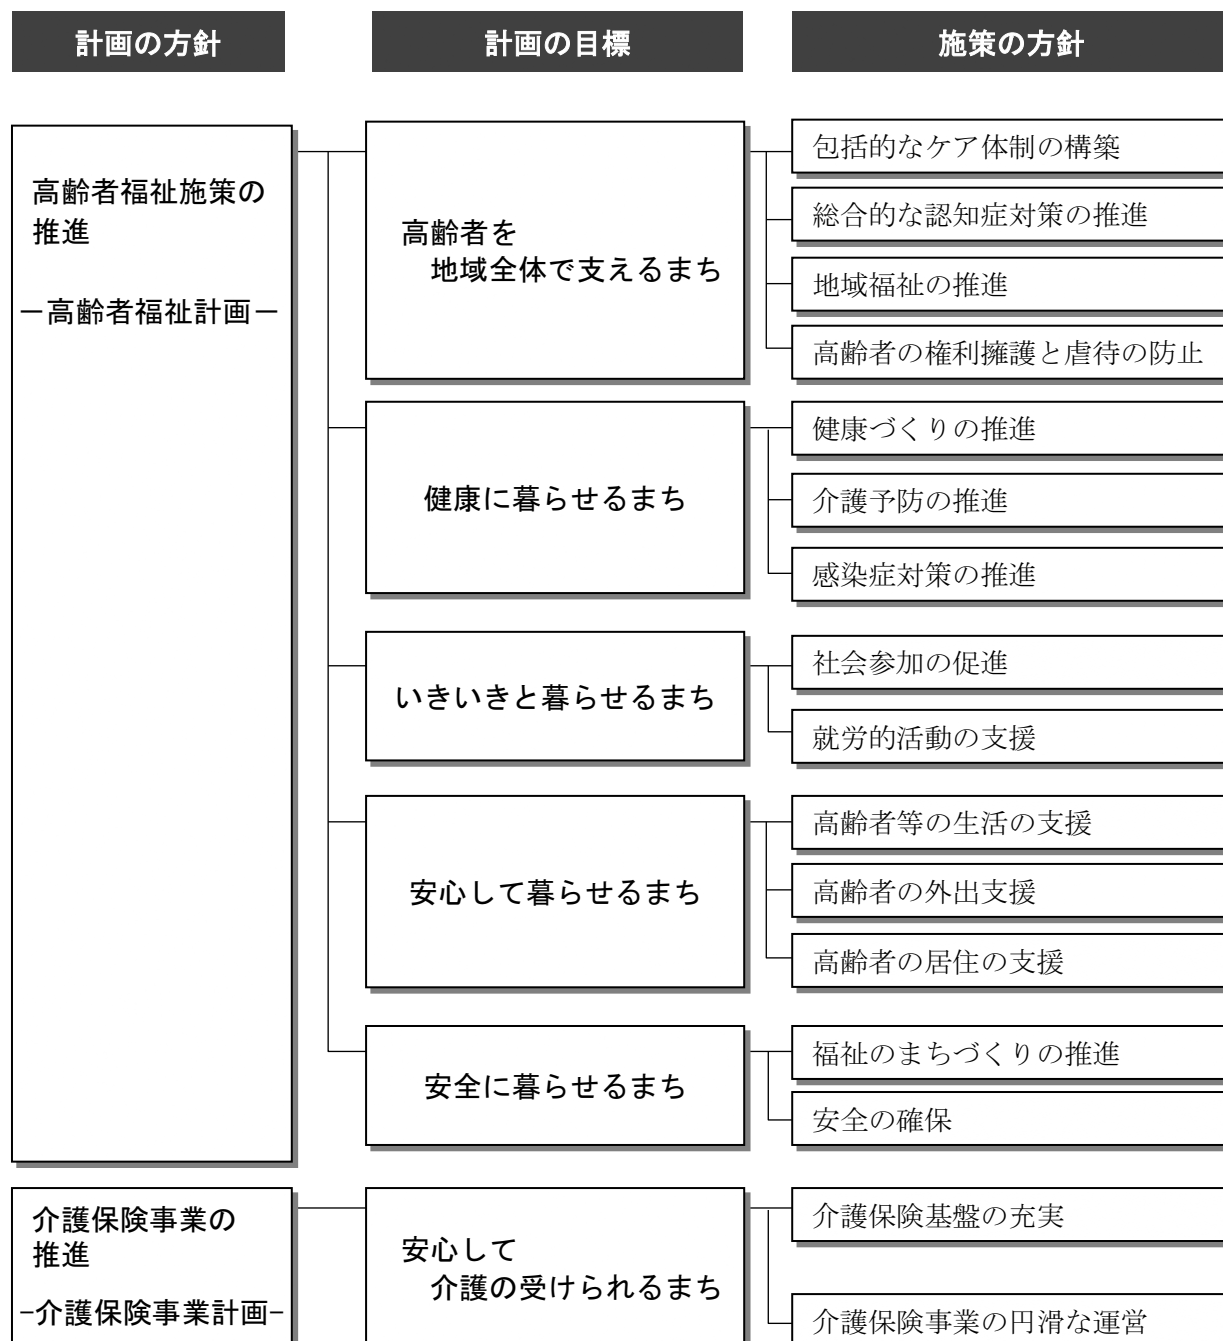 計画の方針
計画の目標
施策の方針
高齢者福祉施策の
推進
－高齢者福祉計画－
高齢者を
地域全体で支えるまち
包括的なケア体制の構築
総合的な認知症対策の推進
地域福祉の推進
高齢者の権利擁護と虐待の防止
健康に暮らせるまち
健康づくりの推進
介護予防の推進
感染症対策の推進
いきいきと暮らせるまち
社会参加の促進
就労的活動の支援
安心して暮らせるまち
高齢者等の生活の支援
高齢者の外出支援
高齢者の居住の支援
安全に暮らせるまち
福祉のまちづくりの推進
安全の確保
介護保険事業の
推進
−介護保険事業計画−
安心して
介護の受けられるまち
介護保険基盤の充実
介護保険事業の円滑な運営